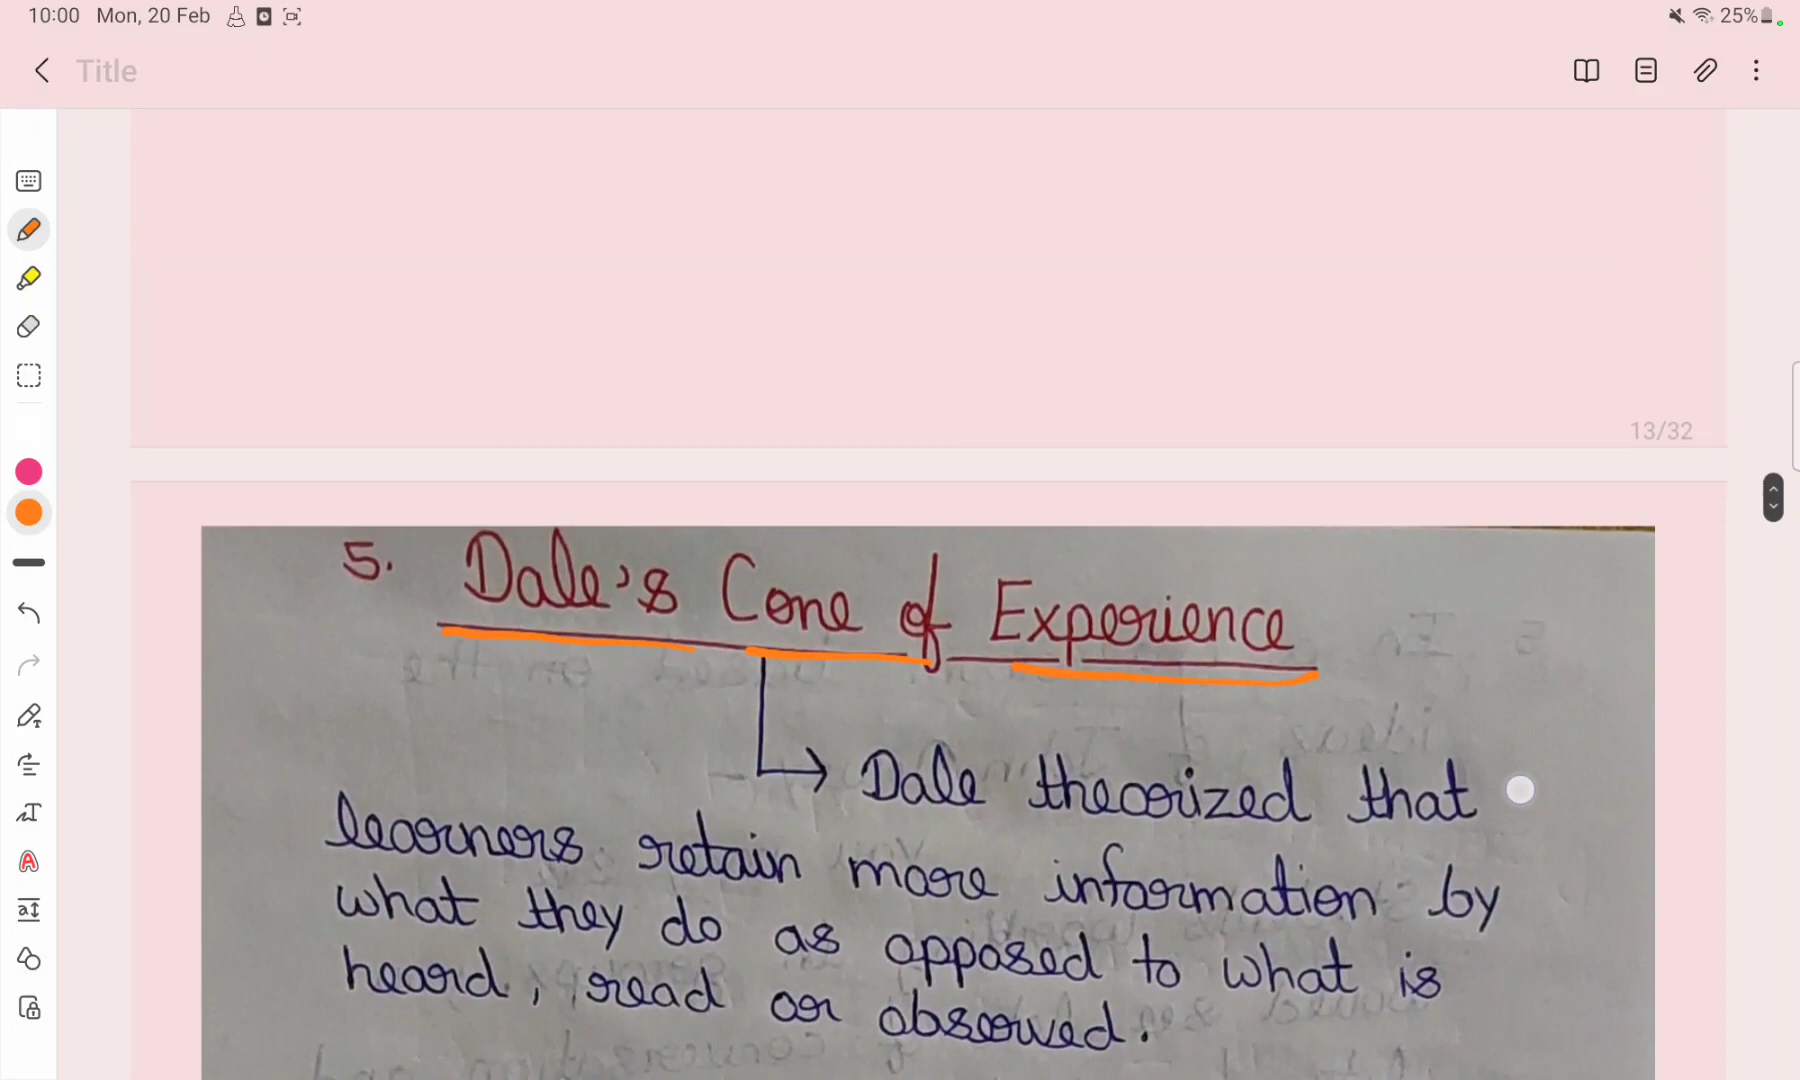 10:00 Mon, 20 Feb
25%
Title
13/32
5. Dale's Cone of Experience
Dale theorized that
learners retain more information by
what they do as opposed to what is
heard, read or observed.